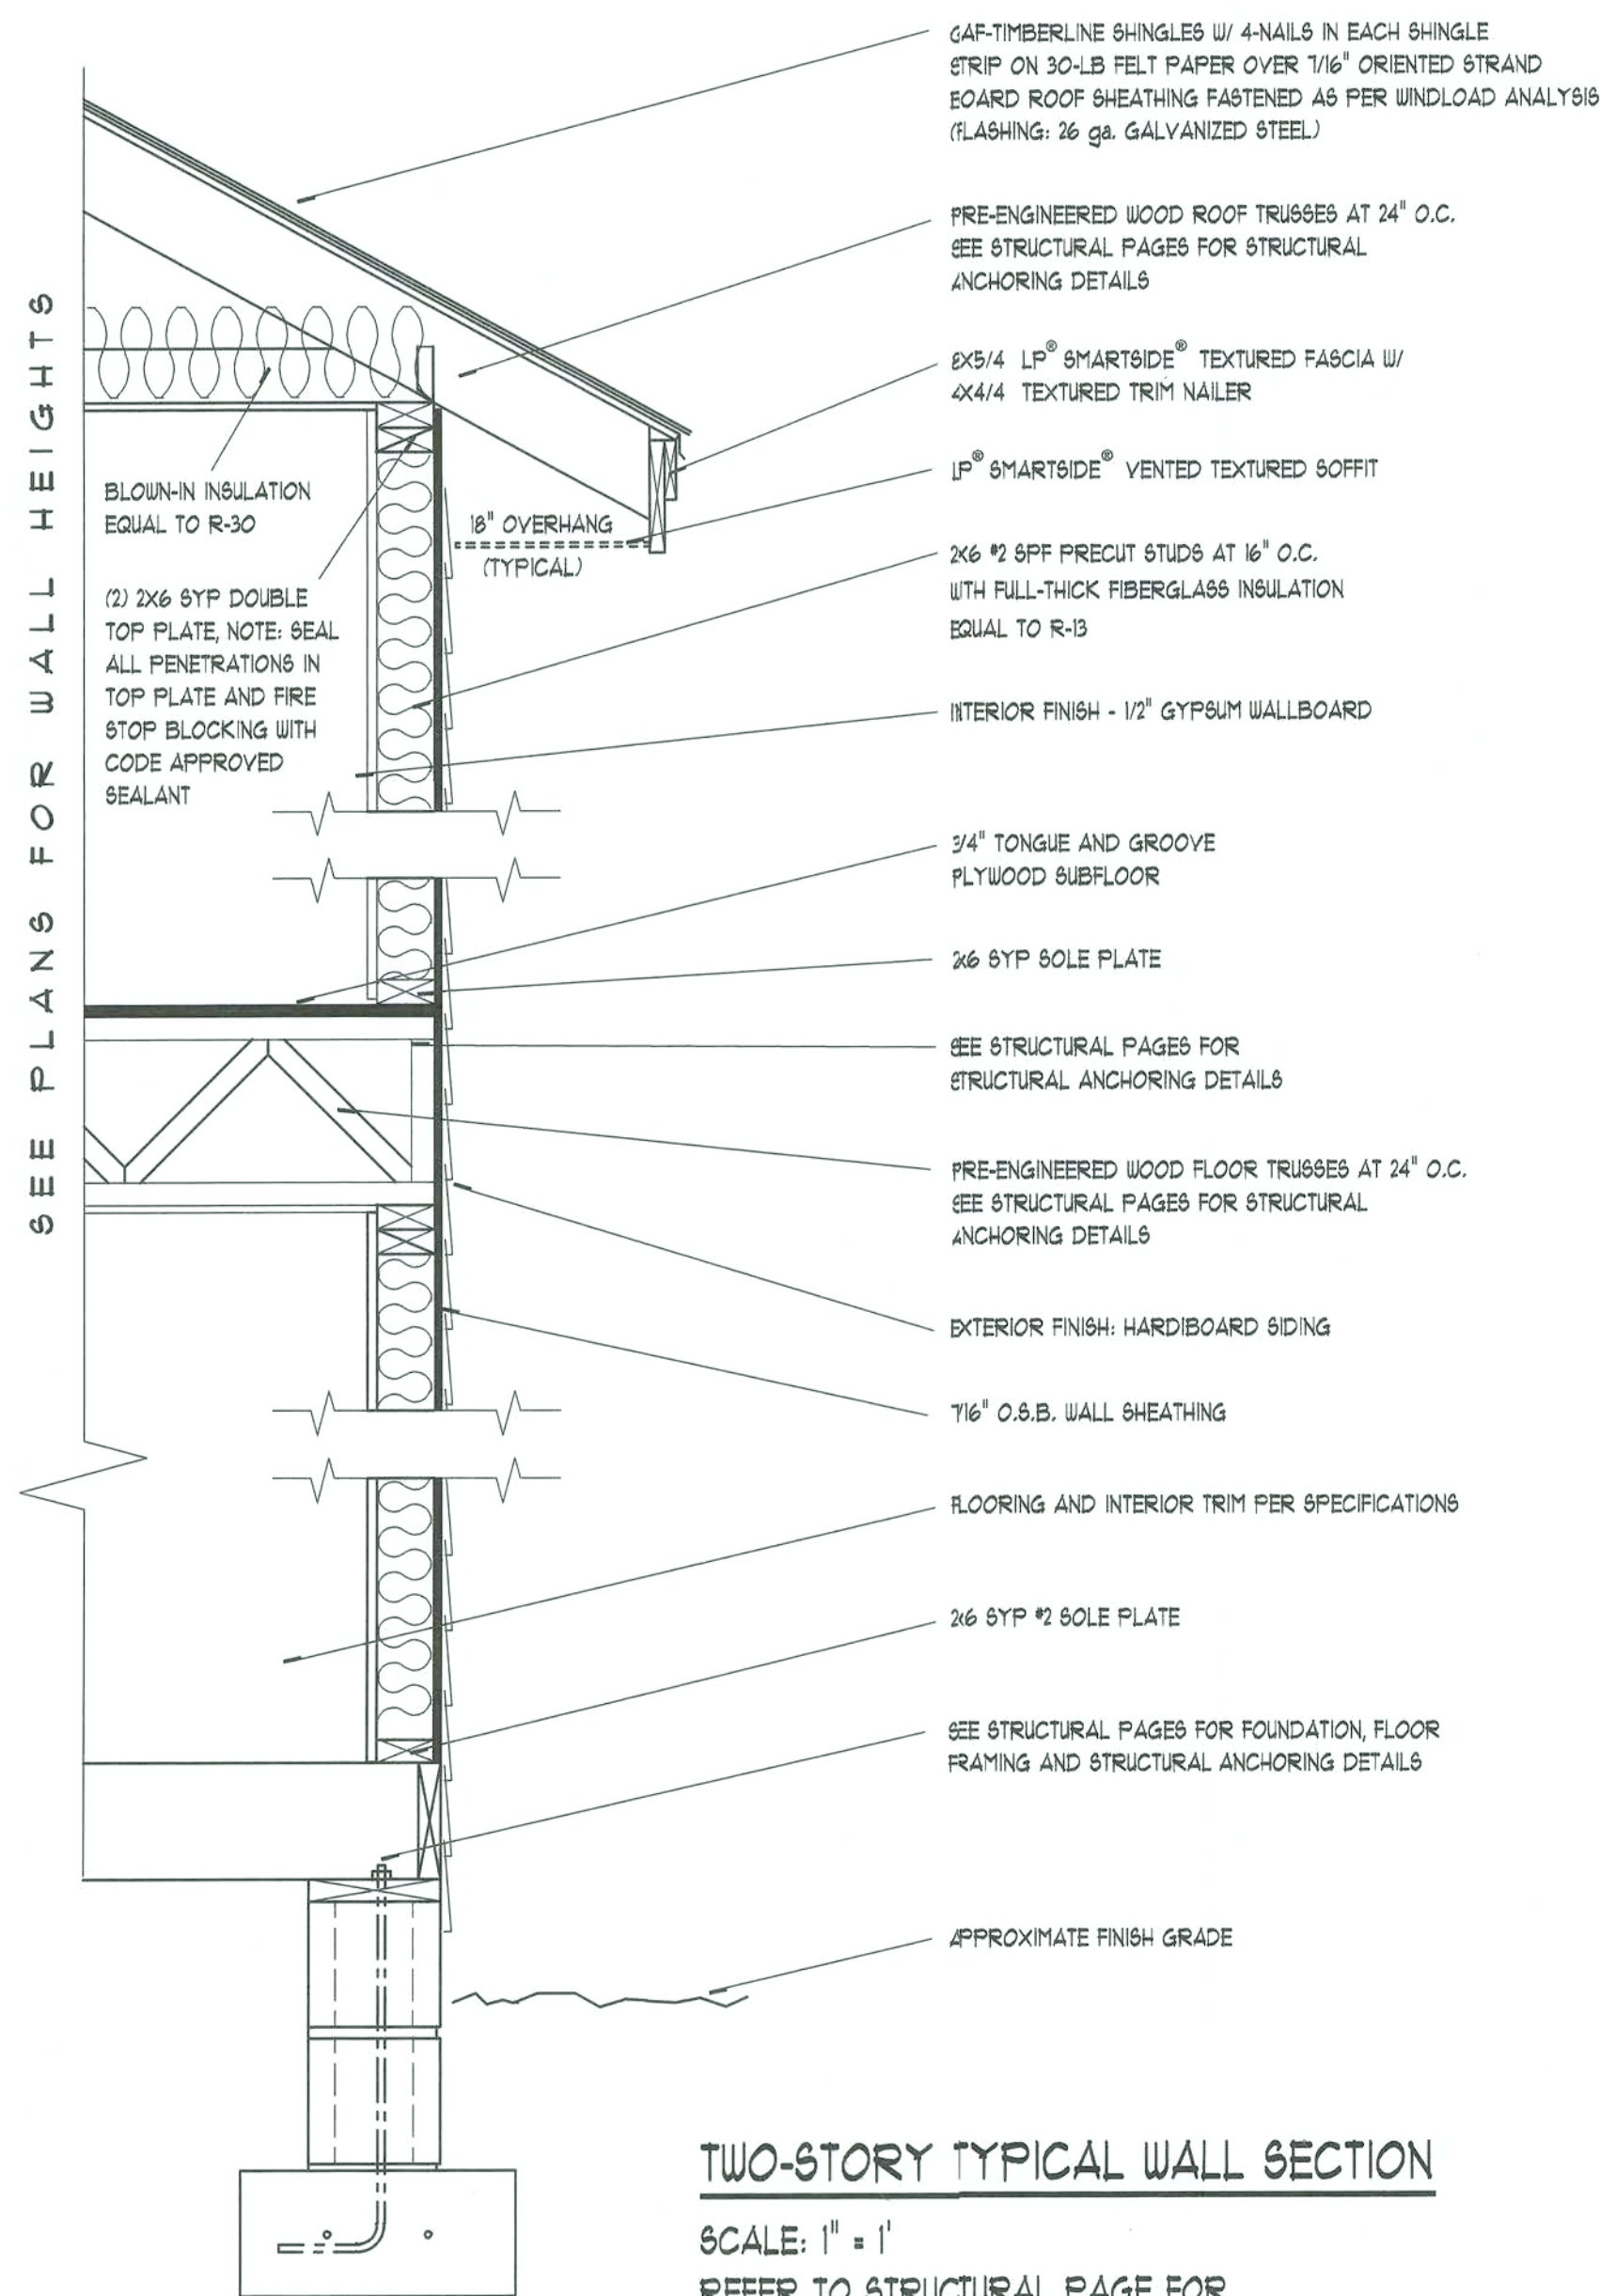 GAF-TIMBERLINE SHINGLES W/ 4-NAILS IN EACH SHINGLE
STRIP ON 30-LB FELT PAPER OVER 7/16" ORIENTED STRAND
BOARD ROOF SHEATHING FASTENED AS PER WINDLOAD ANALYSIS
(FLASHING: 26 ga. GALVANIZED STEEL)
PRE-ENGINEERED WOOD ROOF TRUSSES AT 24" O.C.
SEE STRUCTURAL PAGES FOR STRUCTURAL
ANCHORING DETAILS
8X5/4 LP® SMARTSIDE® TEXTURED FASCIA W/
4X4/4 TEXTURED TRIM NAILER
LP® SMARTSIDE® VENTED TEXTURED SOFFIT
18" OVERHANG
(TYPICAL)
2X6 #2 SPF PRECUT STUDS AT 16" O.C.
WITH FULL-THICK FIBERGLASS INSULATION
EQUAL TO R-13
INTERIOR FINISH - 1/2" GYPSUM WALLBOARD
3/4" TONGUE AND GROOVE
PLYWOOD SUBFLOOR
2x6 SYP SOLE PLATE
SEE STRUCTURAL PAGES FOR
STRUCTURAL ANCHORING DETAILS
PRE-ENGINEERED WOOD FLOOR TRUSSES AT 24" O.C.
SEE STRUCTURAL PAGES FOR STRUCTURAL
ANCHORING DETAILS
EXTERIOR FINISH: HARDIBOARD SIDING
7/16" O.S.B. WALL SHEATHING
FLOORING AND INTERIOR TRIM PER SPECIFICATIONS
2x6 SYP #2 SOLE PLATE
SEE STRUCTURAL PAGES FOR FOUNDATION, FLOOR
FRAMING AND STRUCTURAL ANCHORING DETAILS
APPROXIMATE FINISH GRADE
BLOWN-IN INSULATION
EQUAL TO R-30
(2) 2X6 SYP DOUBLE
TOP PLATE, NOTE: SEAL
ALL PENETRATIONS IN
TOP PLATE AND FIRE
STOP BLOCKING WITH
CODE APPROVED
SEALANT
SEE PLANS FOR WALL HEIGHTS
TWO-STORY TYPICAL WALL SECTION
SCALE: 1" = 1'
REFER TO STRUCTURAL PAGE FOR